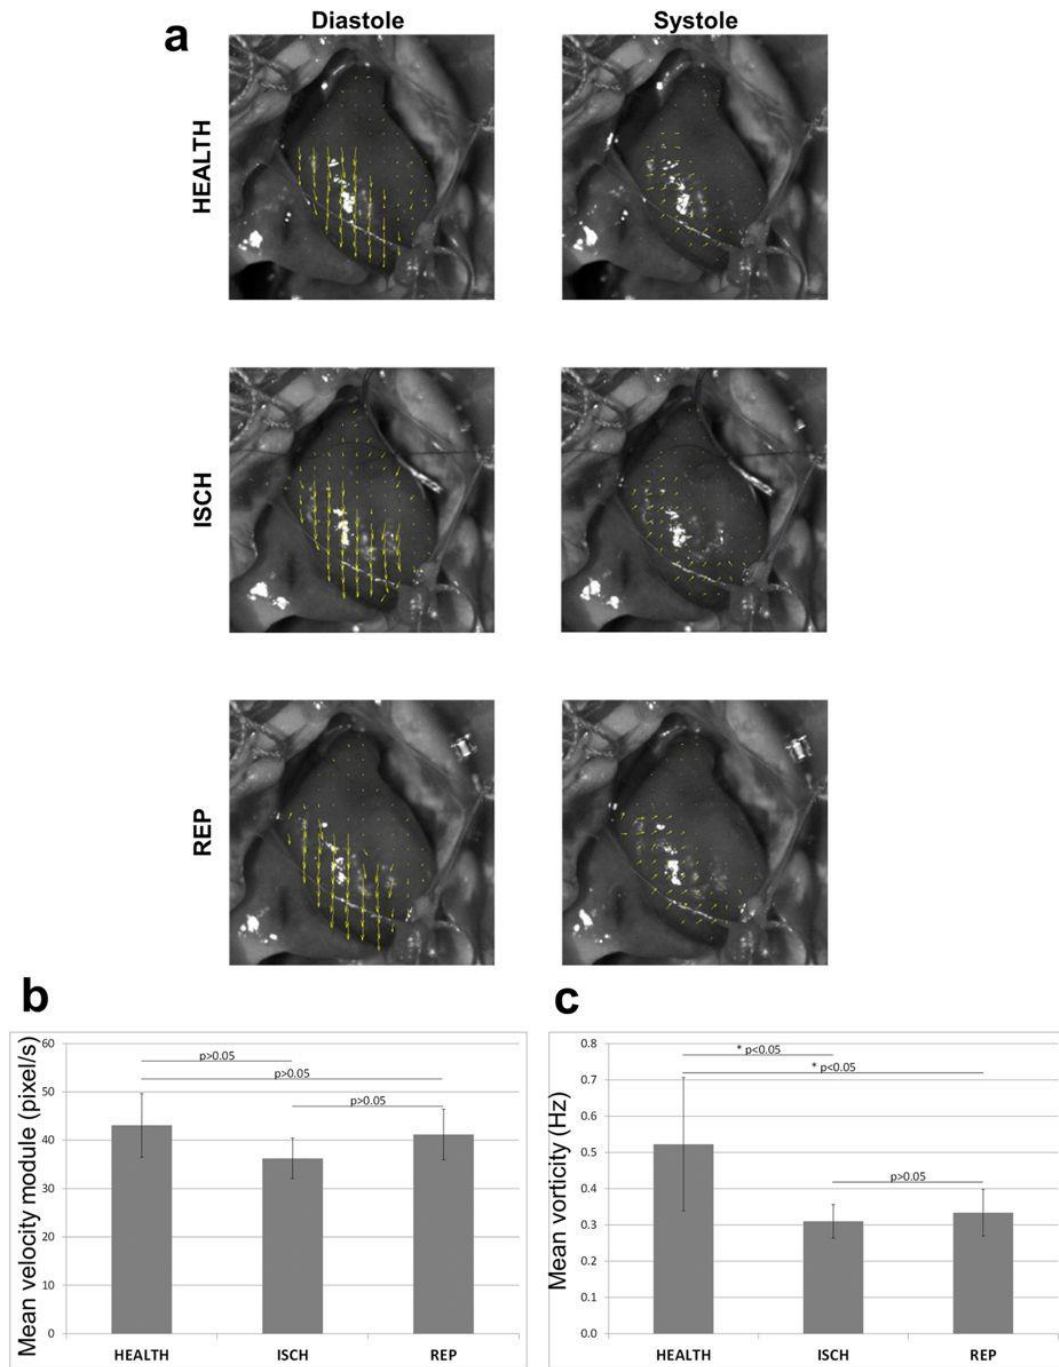 a
Diastole
Systole
HEALTH
ISCH
REP
b
Mean velocity module (pixel/s)
60
50
40
30
20
10
0
p>0.05
p>0.05
p>0.05
HEALTH ISCH REP
c
Mean vorticity (Hz)
0.8
0.7
0.6
0.5
0.4
0.3
0.2
0.1
0.0
* p<0.05
* p<0.05
p>0.05
HEALTH ISCH REP